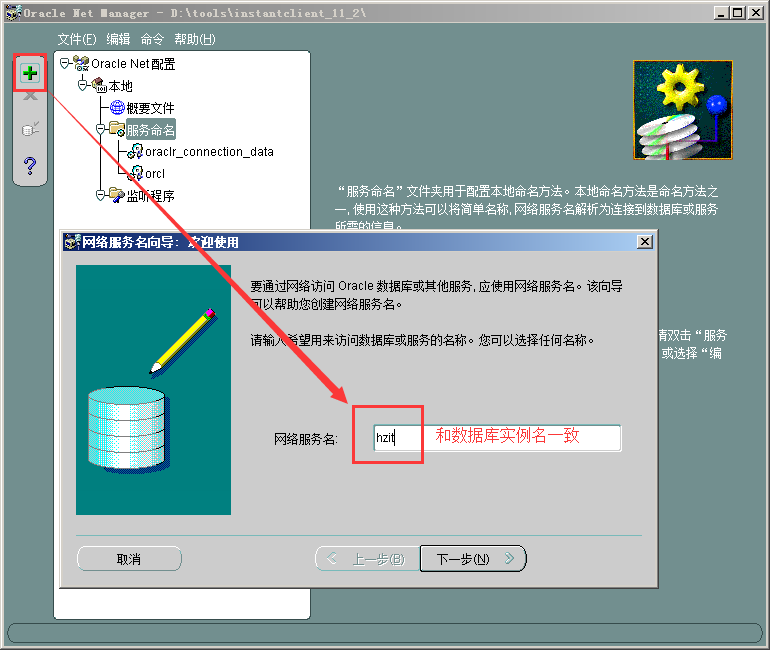 Oracle Net Manager - D:\tools\instantclient_11_2\
文件(F) 编辑 命令 帮助(H)
Oracle Net 配置
本地
概要文件
服务命名
oraclr_connection_data
orcl
监听程序
“服务命名”文件夹用于配置本地命名方法。本地命名方法是命名方法之
一,使用这种方法可以将简单名称,网络服务名解析为连接到数据库或服务
所需的信息。
请双击“服务
或选择“编
网络服务名向导: 欢迎使用
要通过网络访问 Oracle 数据库或其他服务,应使用网络服务名。该向导
可以帮助您创建网络服务名。
请输入希望用来访问数据库或服务的名称。您可以选择任何名称。
网络服务名: hzit 和数据库实例名一致
取消 上一步(B) 下一步(N)